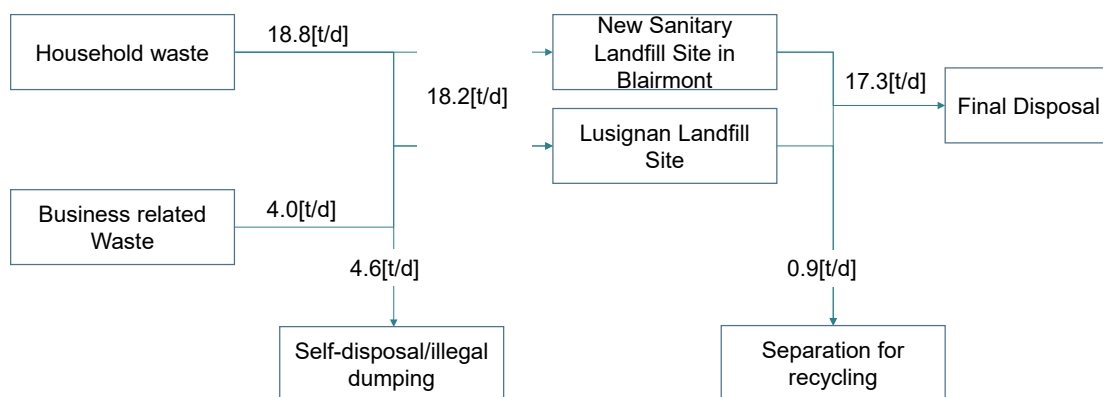 Household waste
18.8[t/d]
New Sanitary
Landfill Site in
Blairmont
18.2[t/d]
17.3[t/d]
Final Disposal
Lusignan Landfill
Site
Business related
Waste
4.0[t/d]
4.6[t/d]
0.9[t/d]
Self-disposal/illegal
dumping
Separation for
recycling